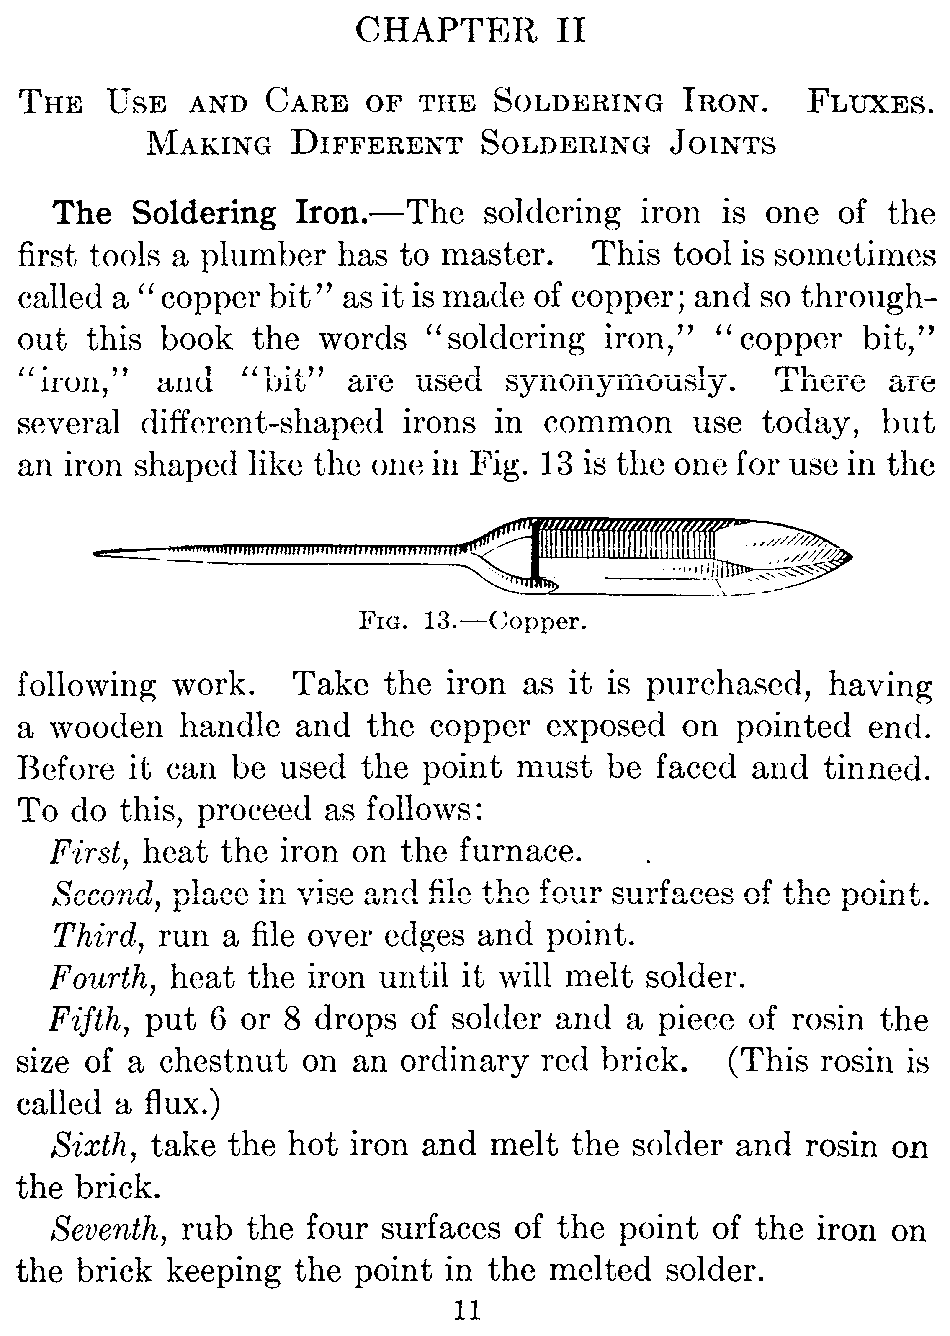 CHAPTER II
The Use and Care of the Soldering Iron. Fluxes.
Making Different Soldering Joints
The Soldering Iron.—The soldering iron is one of the
first tools a plumber has to master. This tool is sometimes
called a "copper bit" as it is made of copper; and so through-
out this book the words "soldering iron," "copper bit,"
"iron," and "bit" are used synonymously. There are
several different-shaped irons in common use today, but
an iron shaped like the one in Fig. 13 is the one for use in the
Fig. 13.—Copper.
following work. Take the iron as it is purchased, having
a wooden handle and the copper exposed on pointed end.
Before it can be used the point must be faced and tinned.
To do this, proceed as follows:
First, heat the iron on the furnace.
Second, place in vise and file the four surfaces of the point.
Third, run a file over edges and point.
Fourth, heat the iron until it will melt solder.
Fifth, put 6 or 8 drops of solder and a piece of rosin the
size of a chestnut on an ordinary red brick. (This rosin is
called a flux.)
Sixth, take the hot iron and melt the solder and rosin on
the brick.
Seventh, rub the four surfaces of the point of the iron on
the brick keeping the point in the melted solder.
11